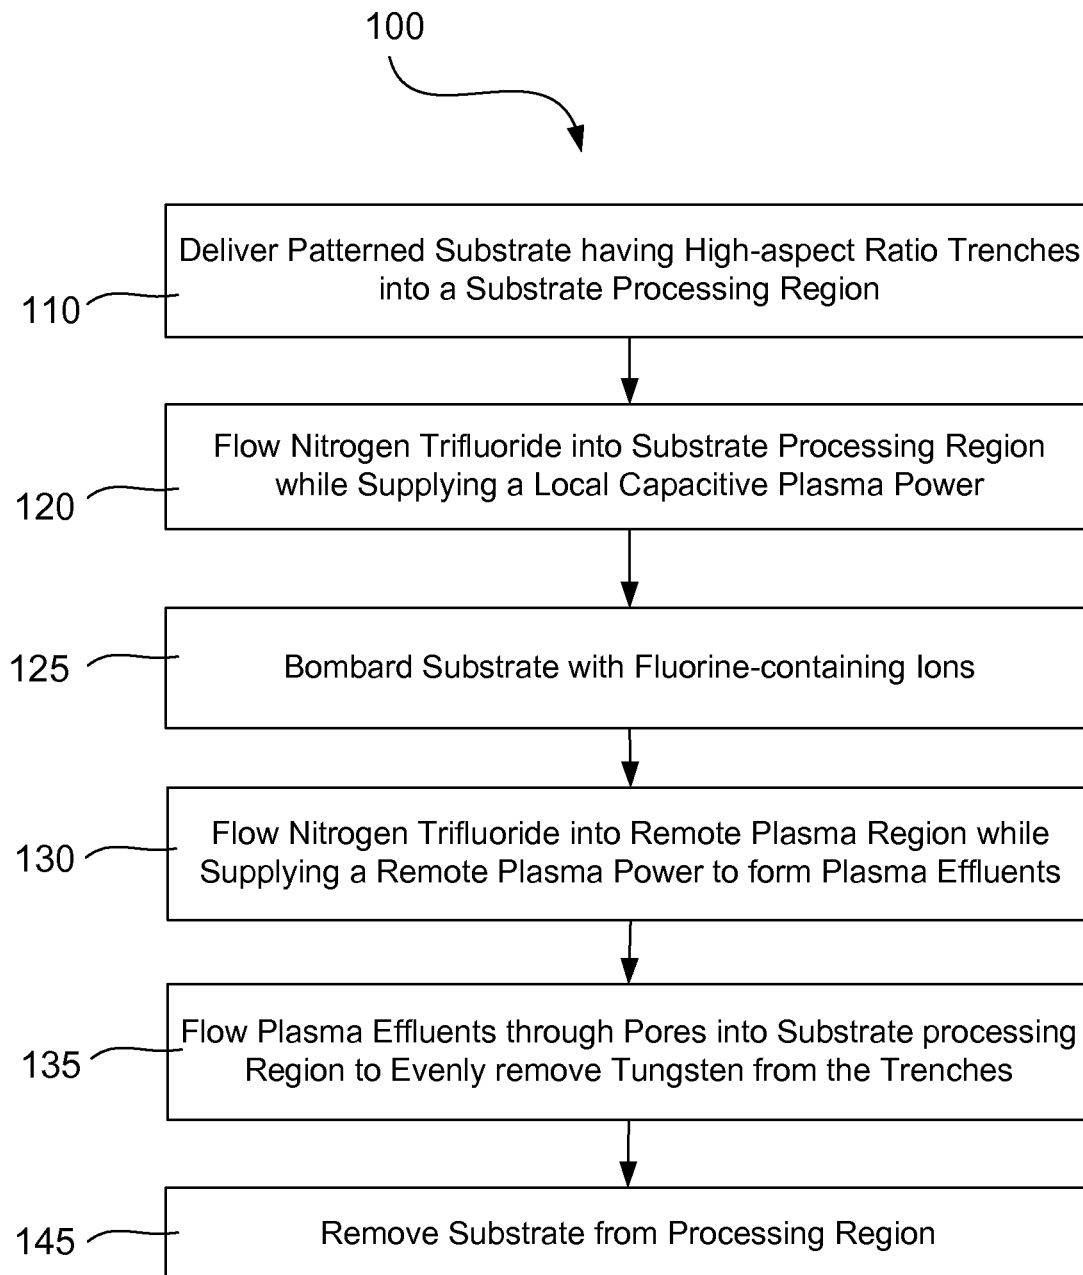 100
Deliver Patterned Substrate having High-aspect Ratio Trenches
into a Substrate Processing Region
110
Flow Nitrogen Trifluoride into Substrate Processing Region
while Supplying a Local Capacitive Plasma Power
120
Bombard Substrate with Fluorine-containing Ions
125
Flow Nitrogen Trifluoride into Remote Plasma Region while
Supplying a Remote Plasma Power to form Plasma Effluents
130
Flow Plasma Effluents through Pores into Substrate processing
Region to Evenly remove Tungsten from the Trenches
135
Remove Substrate from Processing Region
145